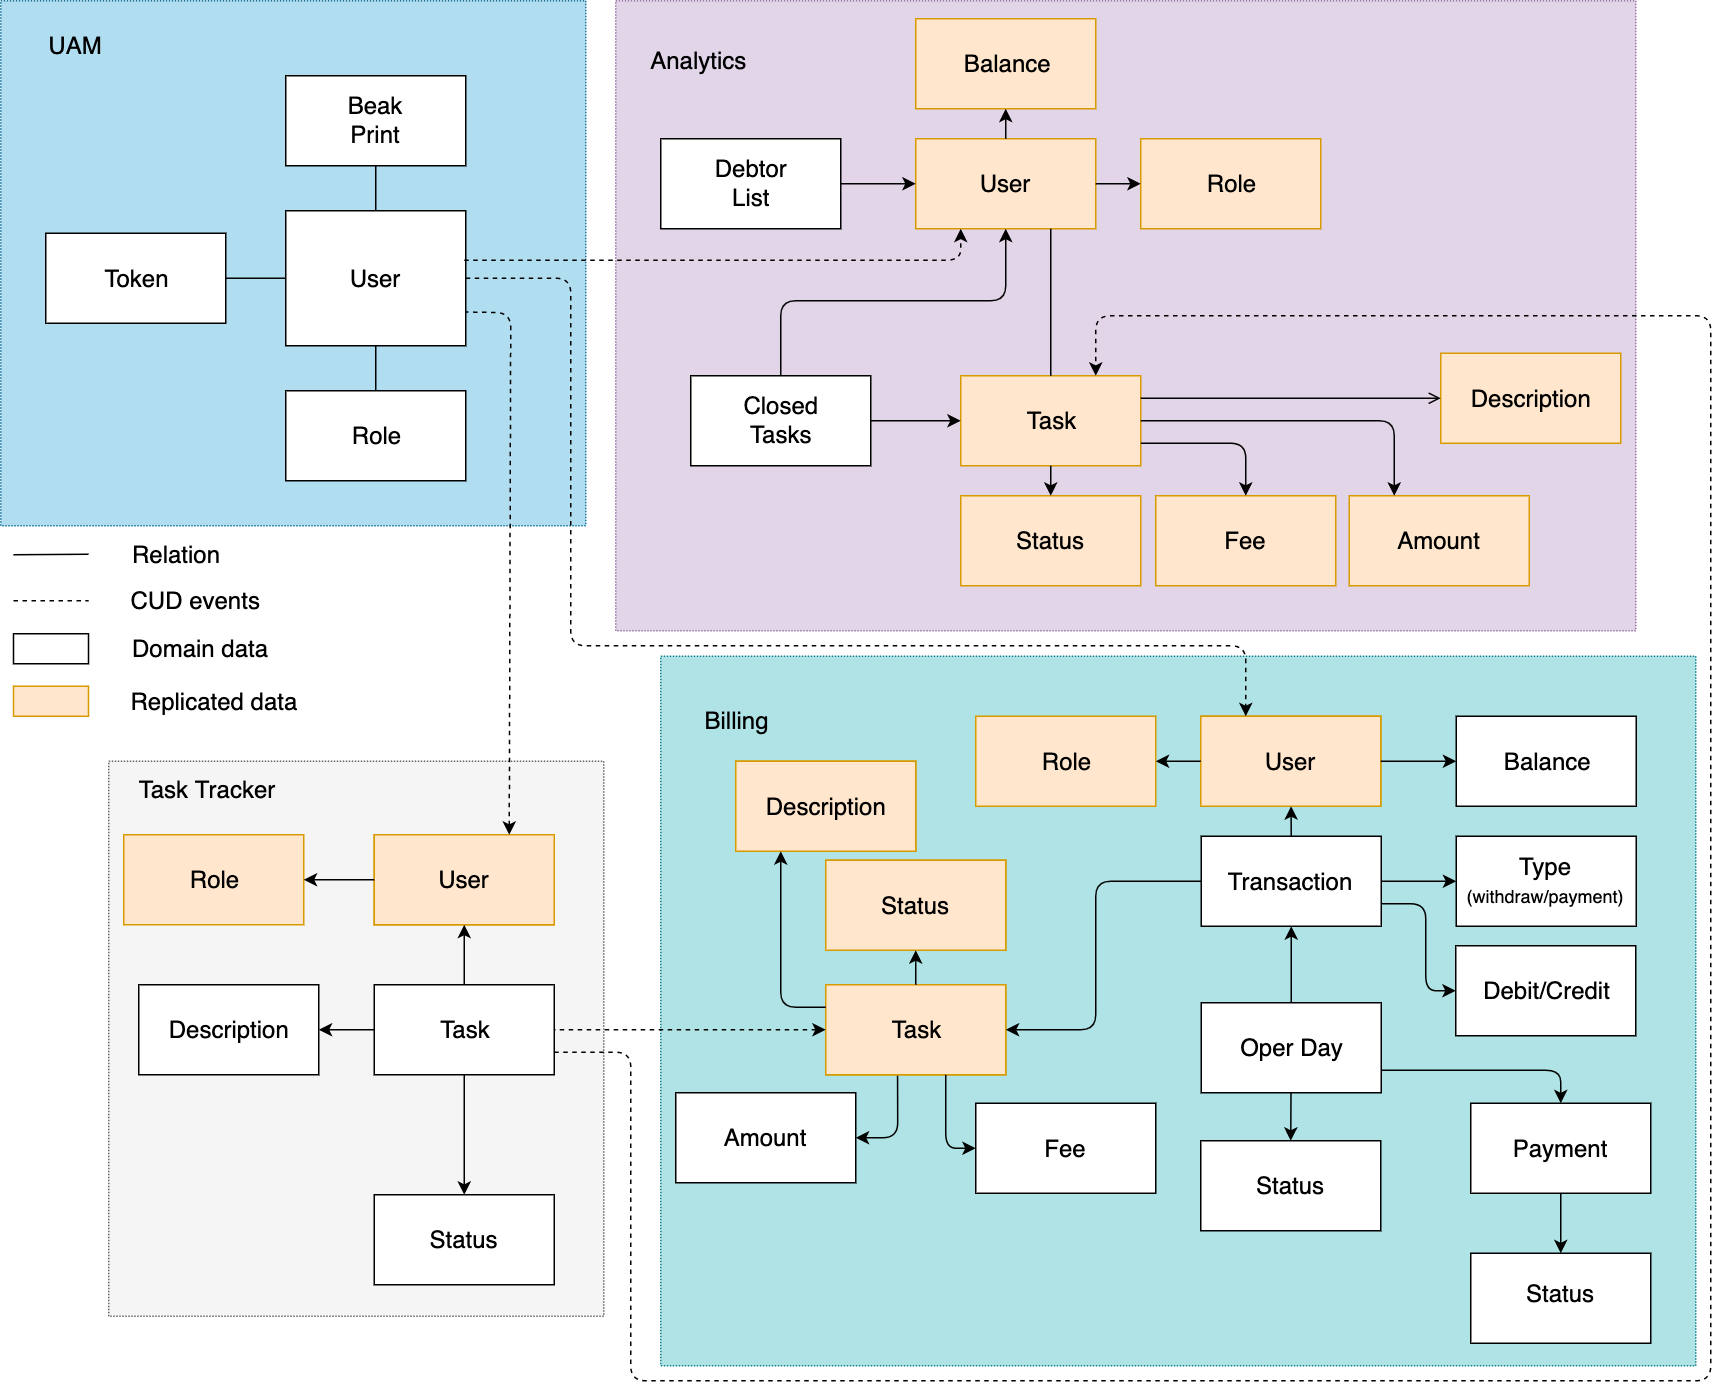 UAM
Beak
Print
Token
User
Role
Analytics
Balance
Debtor
List
User
Role
Closed
Tasks
Task
Description
Status
Fee
Amount
Relation
CUD events
Domain data
Replicated data
Task Tracker
Role
User
Description
Task
Status
Billing
Role
User
Balance
Description
Status
Transaction
Type
(withdraw/payment)
Debit/Credit
Task
Oper Day
Amount
Fee
Status
Payment
Status